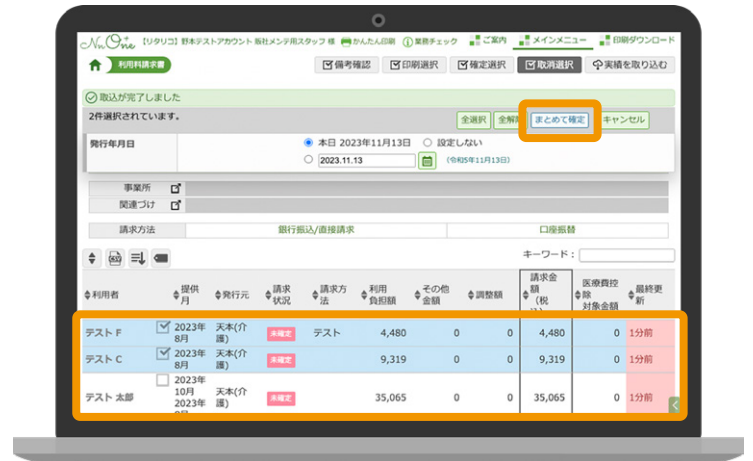 NuOne 【リタリコ】野本テストアカウント 販社メンテ用スタッフ 様 かんたん印刷 業務チェック ご案内 メインメニュー 印刷ダウンロード
利用料請求書 備考確認 印刷選択 確定選択 取消選択 実績を取り込む
取込が完了しました
2件選択されています。 全選択 全解 まとめて確定 キャンセル
発行年月日 本日 2023年11月13日 設定しない
2023.11.13 (令和5年11月13日)
事業所
関連づけ
請求方法 銀行振込/直接請求 口座振替
キーワード：
利用者 提供月 発行元 請求状況 請求方法 利用負担額 その他金額 調整額 請求金額(税 医療費控除対象金額 最終更新
テスト F 2023年8月 天本(介護) 未確定 テスト 4,480 0 0 4,480 0 1分前
テスト C 2023年8月 天本(介護) 未確定 9,319 0 0 9,319 0 1分前
テスト 太郎 2023年10月 2023年 天本(介護) 未確定 35,065 0 0 35,065 0 1分前